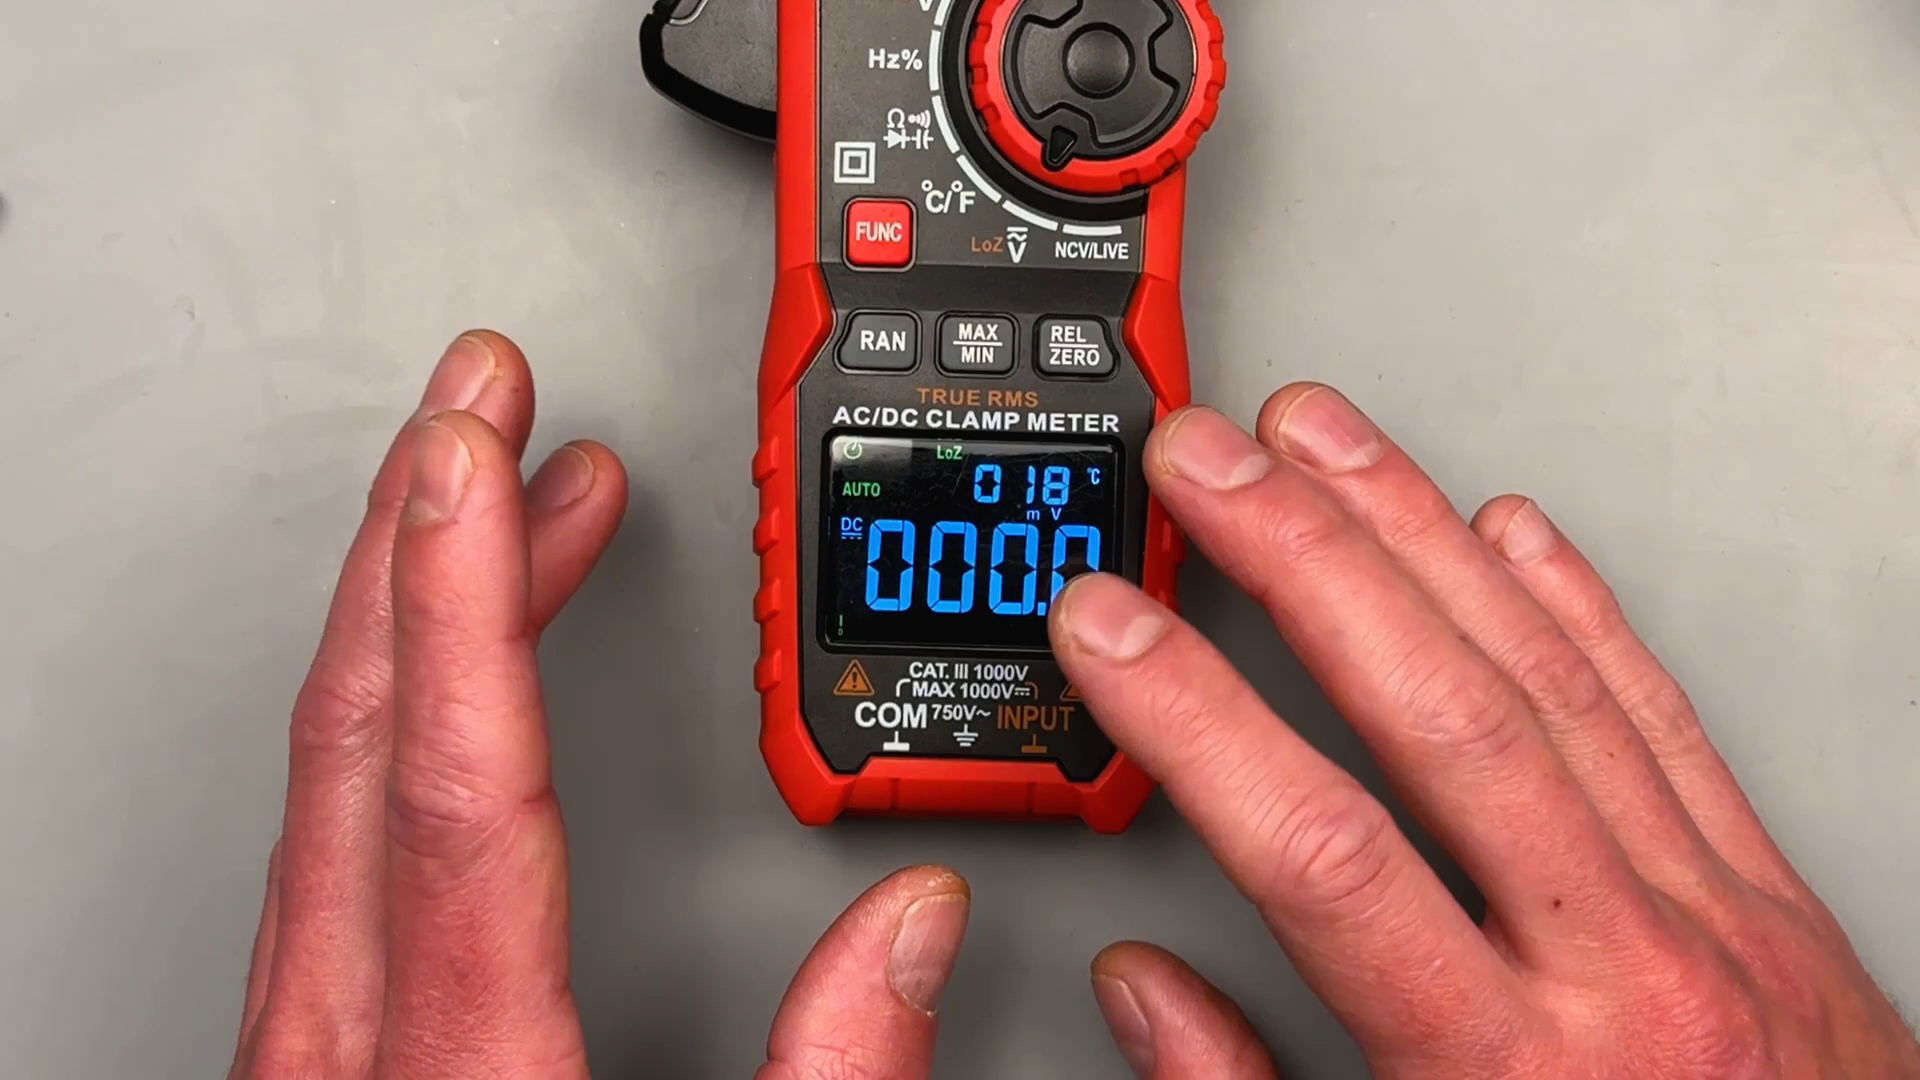 Hz%
Ω
°C/°F
FUNC
LoZ V
NCV/LIVE
RAN
MAX
MIN
REL
ZERO
TRUE RMS
AC/DC CLAMP METER
LoZ
AUTO
018 °C
m V
DC
000.0
0
CAT. III 1000V
MAX 1000V
COM 750V~ INPUT